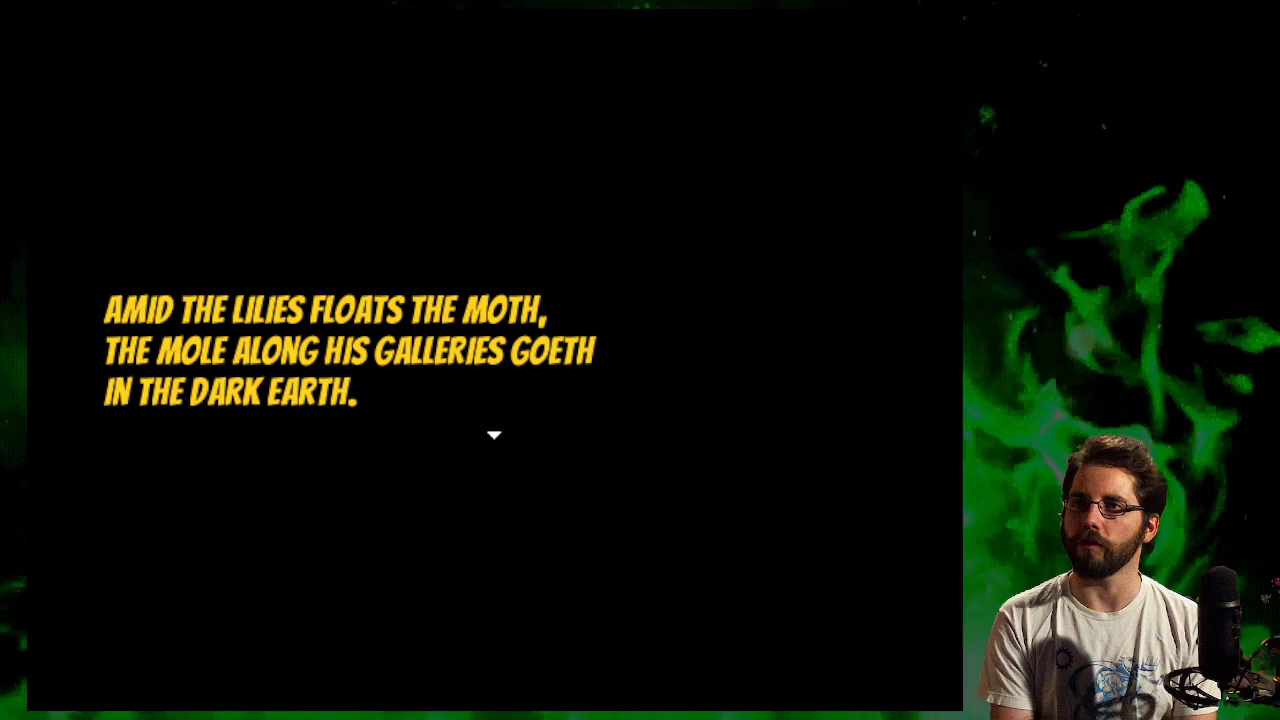 AMID THE LILIES FLOATS THE MOTH,
THE MOLE ALONG HIS GALLERIES GOETH
IN THE DARK EARTH.